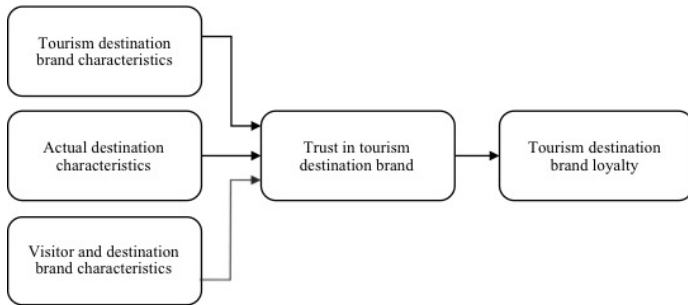 Tourism destination
brand characteristics
Actual destination
characteristics
Visitor and destination
brand characteristics
Trust in tourism
destination brand
Tourism destination
brand loyalty